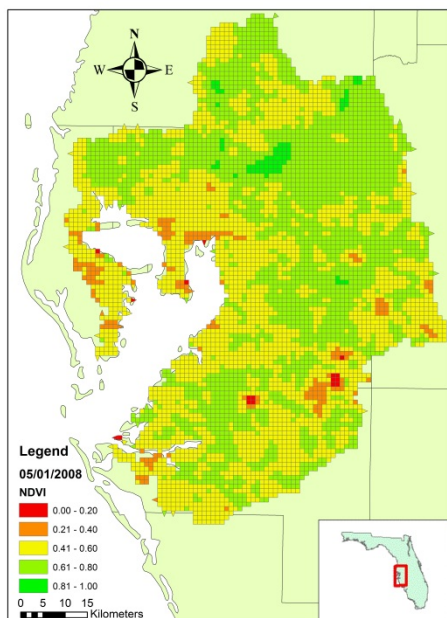 N
W E
S
Legend
05/01/2008
NDVI
0.00 - 0.20
0.21 - 0.40
0.41 - 0.60
0.61 - 0.80
0.81 - 1.00
0 5 10 15
Kilometers